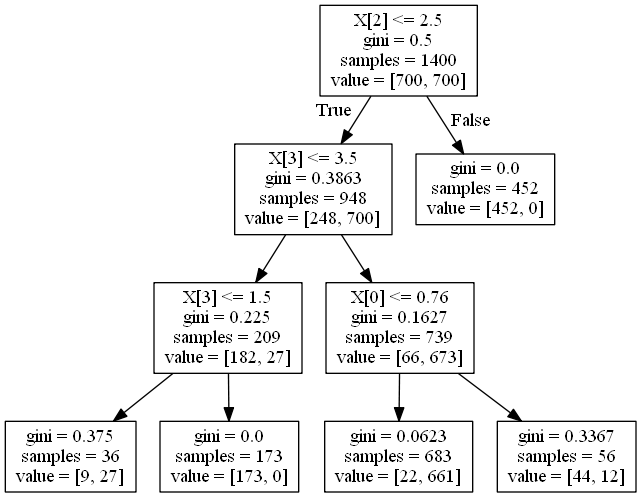 X[2] <= 2.5
gini = 0.5
samples = 1400
value = [700, 700]
True
False
X[3] <= 3.5
gini = 0.3863
samples = 948
value = [248, 700]
gini = 0.0
samples = 452
value = [452, 0]
X[3] <= 1.5
gini = 0.225
samples = 209
value = [182, 27]
X[0] <= 0.76
gini = 0.1627
samples = 739
value = [66, 673]
gini = 0.375
samples = 36
value = [9, 27]
gini = 0.0
samples = 173
value = [173, 0]
gini = 0.0623
samples = 683
value = [22, 661]
gini = 0.3367
samples = 56
value = [44, 12]